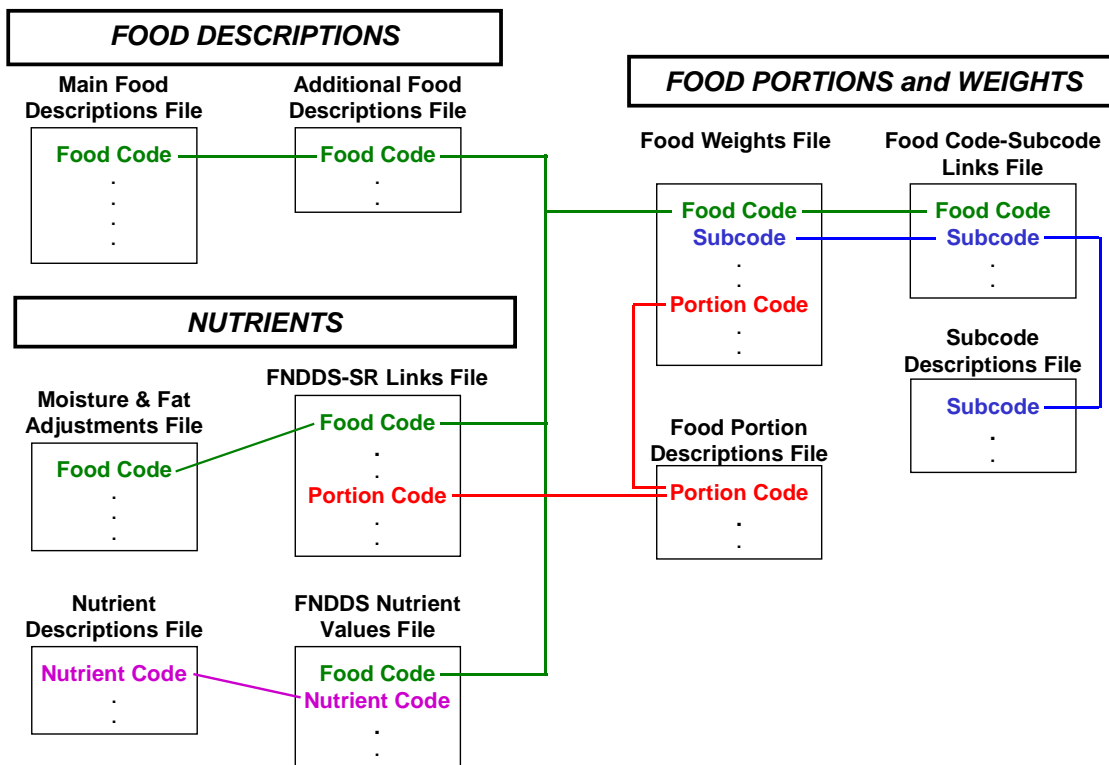 FOOD DESCRIPTIONS
Main Food
Descriptions File
Food Code
.
.
.
.
Additional Food
Descriptions File
Food Code
.
.
NUTRIENTS
Moisture & Fat
Adjustments File
Food Code
.
.
.
FNDDS-SR Links File
Food Code
.
.
Portion Code
.
.
Nutrient
Descriptions File
Nutrient Code
.
.
FNDDS Nutrient
Values File
Food Code
Nutrient Code
.
.
FOOD PORTIONS and WEIGHTS
Food Weights File
Food Code
Subcode
.
.
Portion Code
.
.
Food Code-Subcode
Links File
Food Code
Subcode
.
.
Subcode
Descriptions File
Subcode
.
.
Food Portion
Descriptions File
Portion Code
.
.